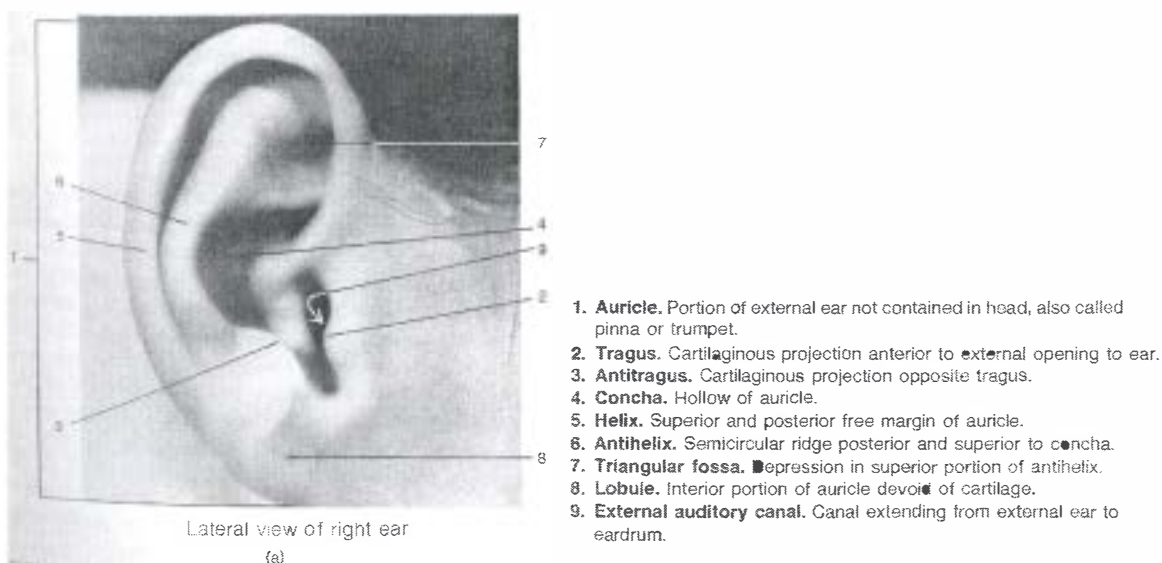 7
6
4
5
9
1
2
3
8
Lateral view of right ear
(a)
1. Auricle. Portion of external ear not contained in head, also called
pinna or trumpet.
2. Tragus. Cartilaginous projection anterior to external opening to ear.
3. Antitragus. Cartilaginous projection opposite tragus.
4. Concha. Hollow of auricle.
5. Helix. Superior and posterior free margin of auricle.
6. Antihelix. Semicircular ridge posterior and superior to concha.
7. Triangular fossa. Depression in superior portion of antihelix.
8. Lobule. Interior portion of auricle devoid of cartilage.
9. External auditory canal. Canal extending from external ear to
eardrum.